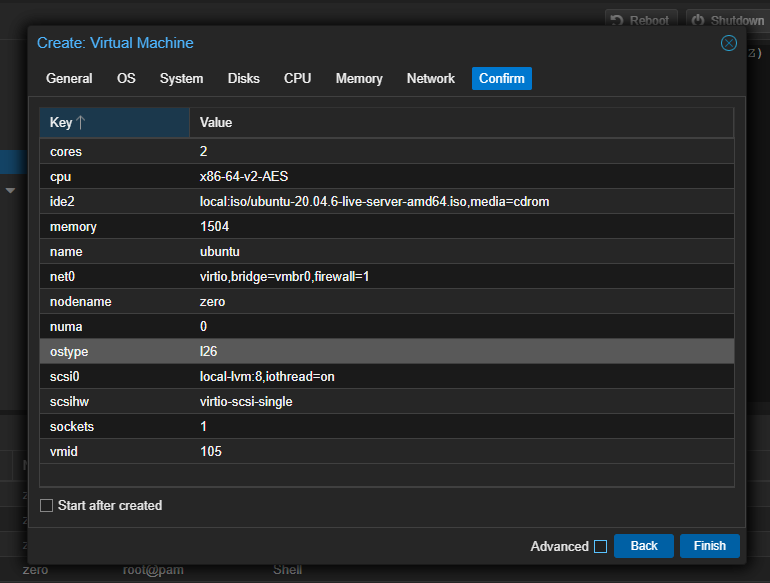 Reboot Shutdown
Create: Virtual Machine
General OS System Disks CPU Memory Network Confirm
Key Value
cores 2
cpu x86-64-v2-AES
ide2 local:iso/ubuntu-20.04.6-live-server-amd64.iso,media=cdrom
memory 1504
name ubuntu
net0 virtio,bridge=vmbr0,firewall=1
nodename zero
numa 0
ostype l26
scsi0 local-lvm:8,iothread=on
scsihw virtio-scsi-single
sockets 1
vmid 105
Start after created
Advanced Back Finish
zero root@pam Shell